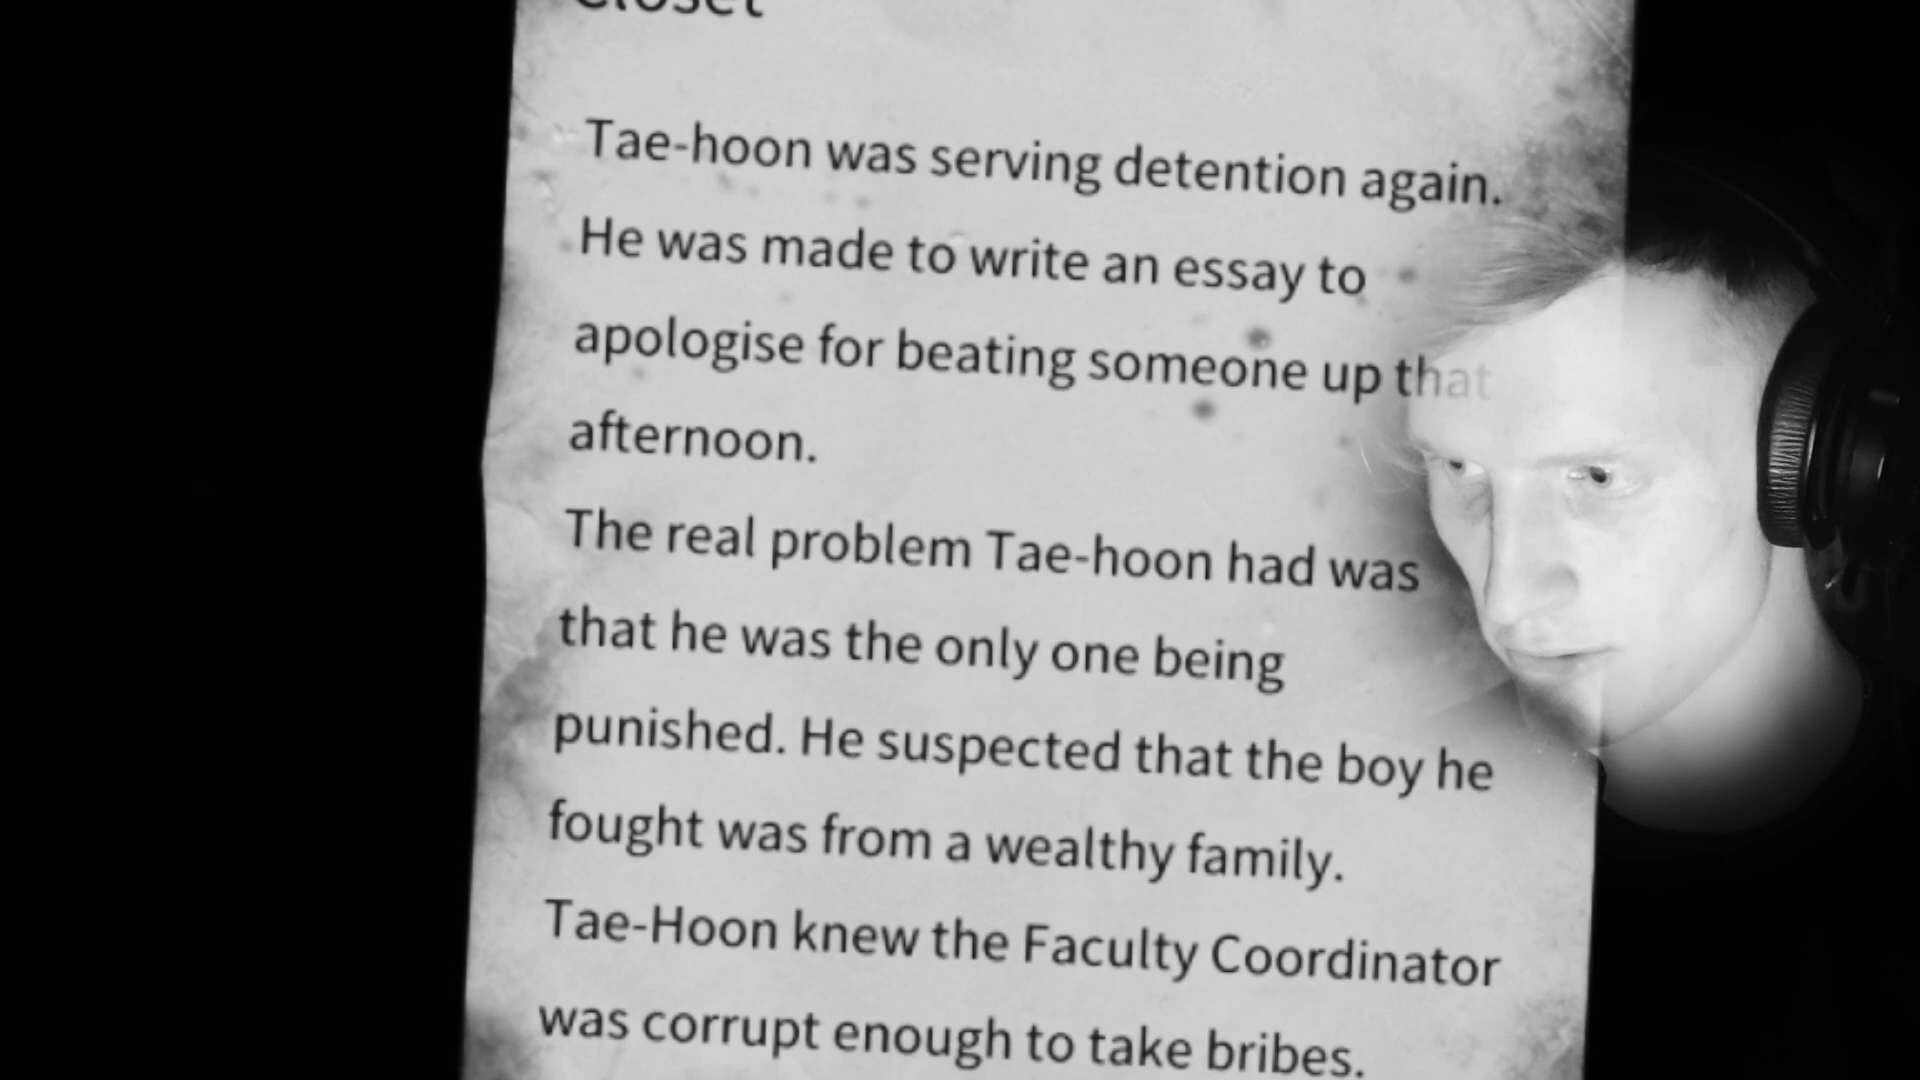 Closet
Tae-hoon was serving detention again.
He was made to write an essay to
apologise for beating someone up that
afternoon.
The real problem Tae-hoon had was
that he was the only one being
punished. He suspected that the boy he
fought was from a wealthy family.
Tae-Hoon knew the Faculty Coordinator
was corrupt enough to take bribes.